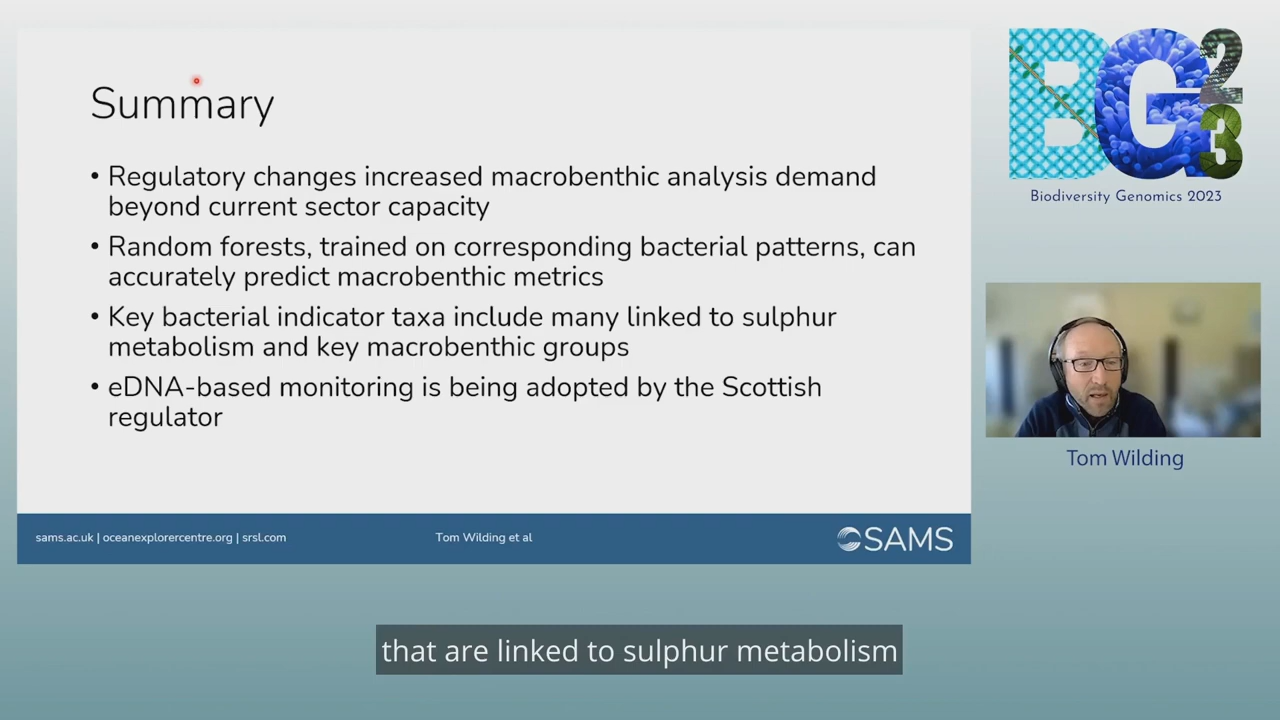 Summary
• Regulatory changes increased macrobenthic analysis demand
beyond current sector capacity
• Random forests, trained on corresponding bacterial patterns, can
accurately predict macrobenthic metrics
• Key bacterial indicator taxa include many linked to sulphur
metabolism and key macrobenthic groups
• eDNA-based monitoring is being adopted by the Scottish
regulator
sams.ac.uk | oceanexplorercentre.org | srsl.com
Tom Wilding et al
SAMS
BG23
Biodiversity Genomics 2023
Tom Wilding
that are linked to sulphur metabolism